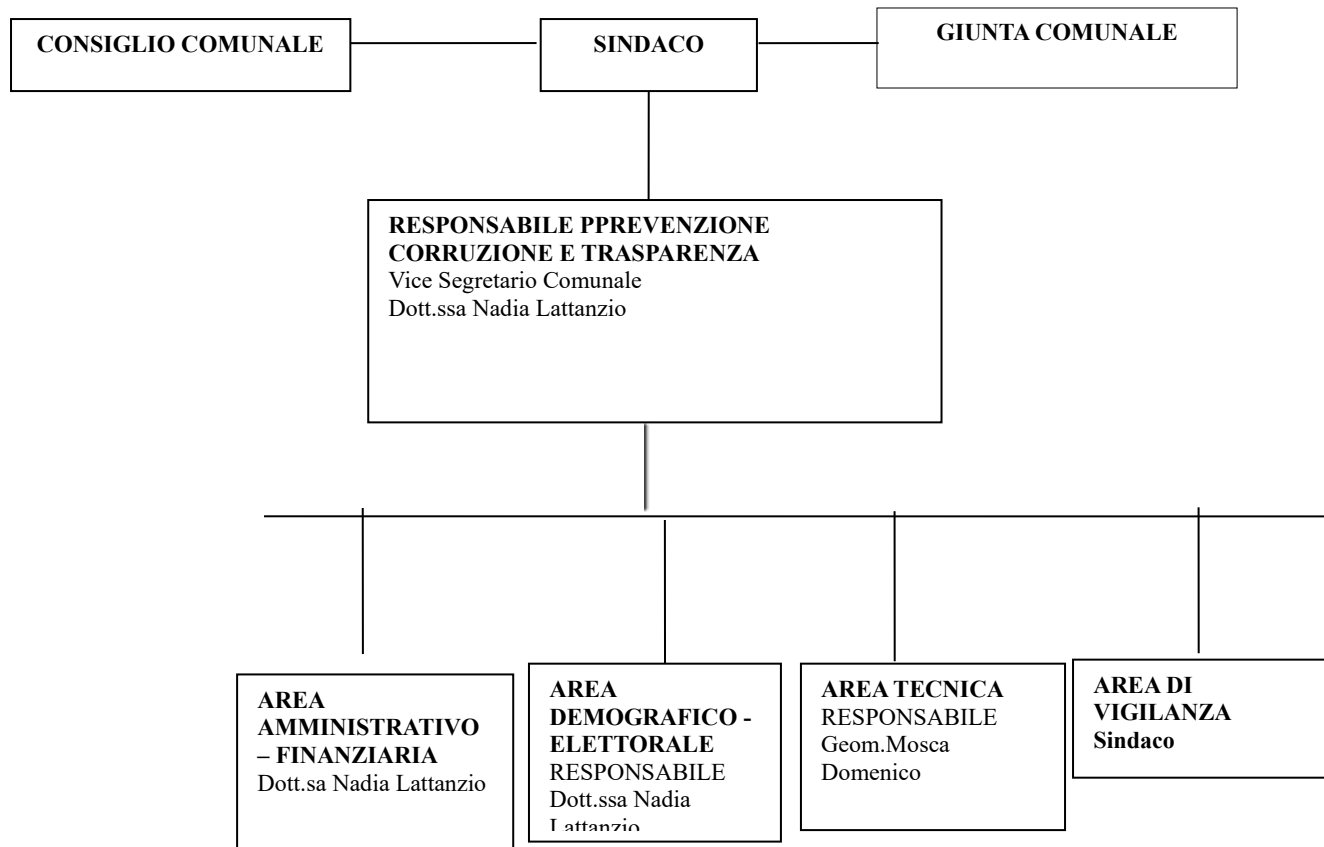 CONSIGLIO COMUNALE
SINDACO
GIUNTA COMUNALE
RESPONSABILE PPREVENZIONE
CORRUZIONE E TRASPARENZA
Vice Segretario Comunale
Dott.ssa Nadia Lattanzio
AREA
AMMINISTRATIVO
– FINANZIARIA
Dott.sa Nadia Lattanzio
AREA
DEMOGRAFICO -
ELETTORALE
RESPONSABILE
Dott.ssa Nadia
Lattanzio
AREA TECNICA
RESPONSABILE
Geom.Mosca
Domenico
AREA DI
VIGILANZA
Sindaco